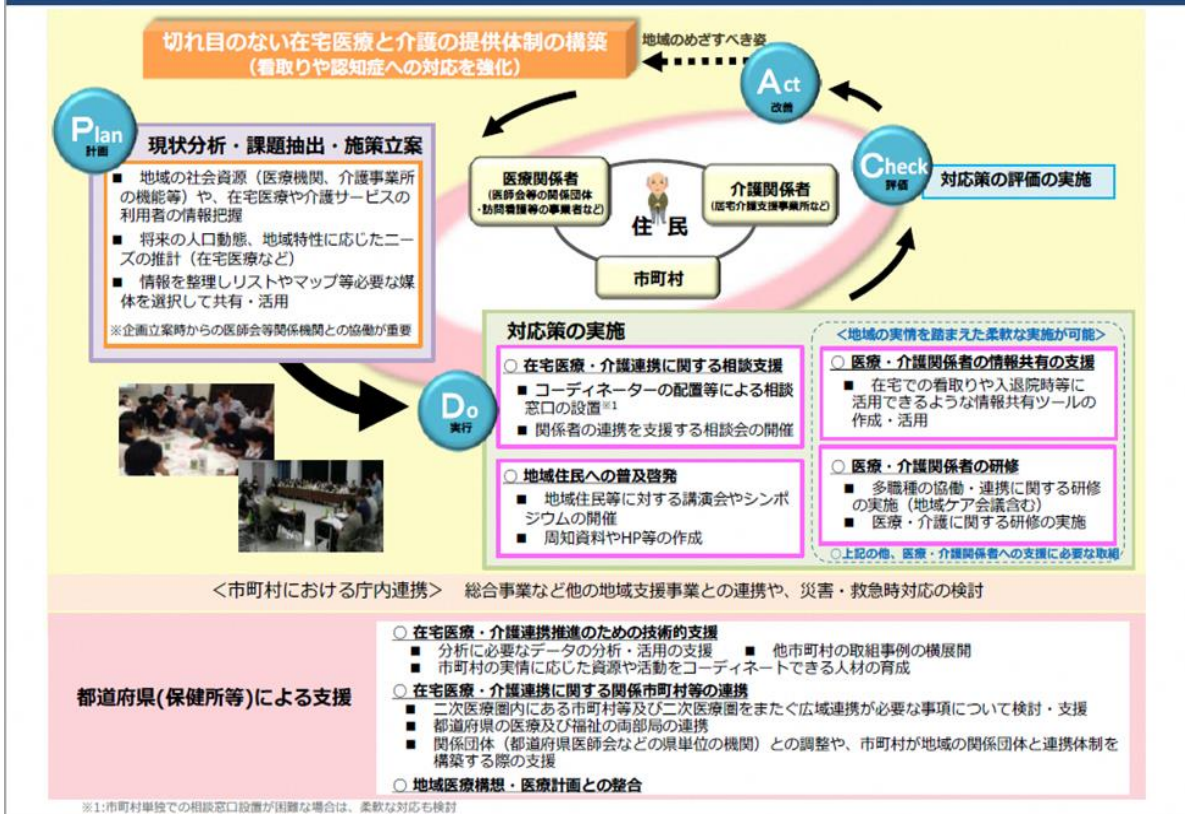 切れ目のない在宅医療と介護の提供体制の構築
（看取りや認知症への対応を強化）
地域のめざすべき姿
Act
改善
Plan
計画
現状分析・課題抽出・施策立案
■ 地域の社会資源（医療機関、介護事業所
の機能等）や、在宅医療や介護サービスの
利用者の情報把握
■ 将来の人口動態、地域特性に応じたニー
ズの推計（在宅医療など）
■ 情報を整理しリストやマップ等必要な媒
体を選択して共有・活用
※企画立案時からの医師会等関係機関との協働が重要
医療関係者
（医師会等の関係団体
・訪問看護等の事業者など）
介護関係者
（居宅介護支援事業所など）
住民
市町村
Check
評価
対応策の評価の実施
Do
実行
対応策の実施
○ 在宅医療・介護連携に関する相談支援
■ コーディネーターの配置等による相談
窓口の設置※1
■ 関係者の連携を支援する相談会の開催
○ 地域住民への普及啓発
■ 地域住民等に対する講演会やシンポ
ジウムの開催
■ 周知資料やHP等の作成
＜地域の実情を踏まえた柔軟な実施が可能＞
○ 医療・介護関係者の情報共有の支援
■ 在宅での看取りや入退院時等に
活用できるような情報共有ツールの
作成・活用
○ 医療・介護関係者の研修
■ 多職種の協働・連携に関する研修
の実施（地域ケア会議含む）
■ 医療・介護に関する研修の実施
○上記の他、医療・介護関係者への支援に必要な取組
＜市町村における庁内連携＞ 総合事業など他の地域支援事業との連携や、災害・救急時対応の検討
都道府県(保健所等)による支援
○ 在宅医療・介護連携推進のための技術的支援
■ 分析に必要なデータの分析・活用の支援 ■ 他市町村の取組事例の横展開
■ 市町村の実情に応じた資源や活動をコーディネートできる人材の育成
○ 在宅医療・介護連携に関する関係市町村等の連携
■ 二次医療圏内にある市町村等及び二次医療圏をまたぐ広域連携が必要な事項について検討・支援
■ 都道府県の医療及び福祉の両部局の連携
■ 関係団体（都道府県医師会などの県単位の機関）との調整や、市町村が地域の関係団体と連携体制を
構築する際の支援
○ 地域医療構想・医療計画との整合
※1:市町村単独での相談窓口設置が困難な場合は、柔軟な対応も検討